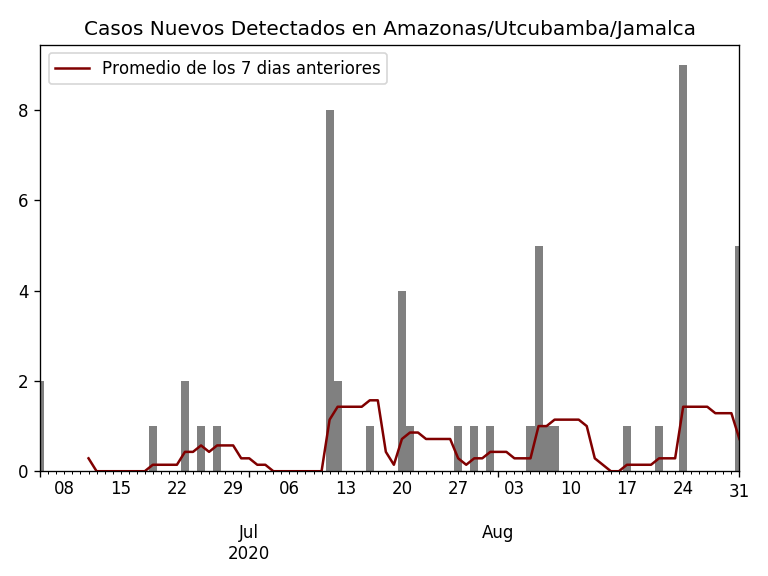 Casos Nuevos Detectados en Amazonas/Utcubamba/Jamalca
Promedio de los 7 dias anteriores
8
6
4
2
0
08 15 22 29 06 13 20 27 03 10 17 24 31
Jul Aug
2020